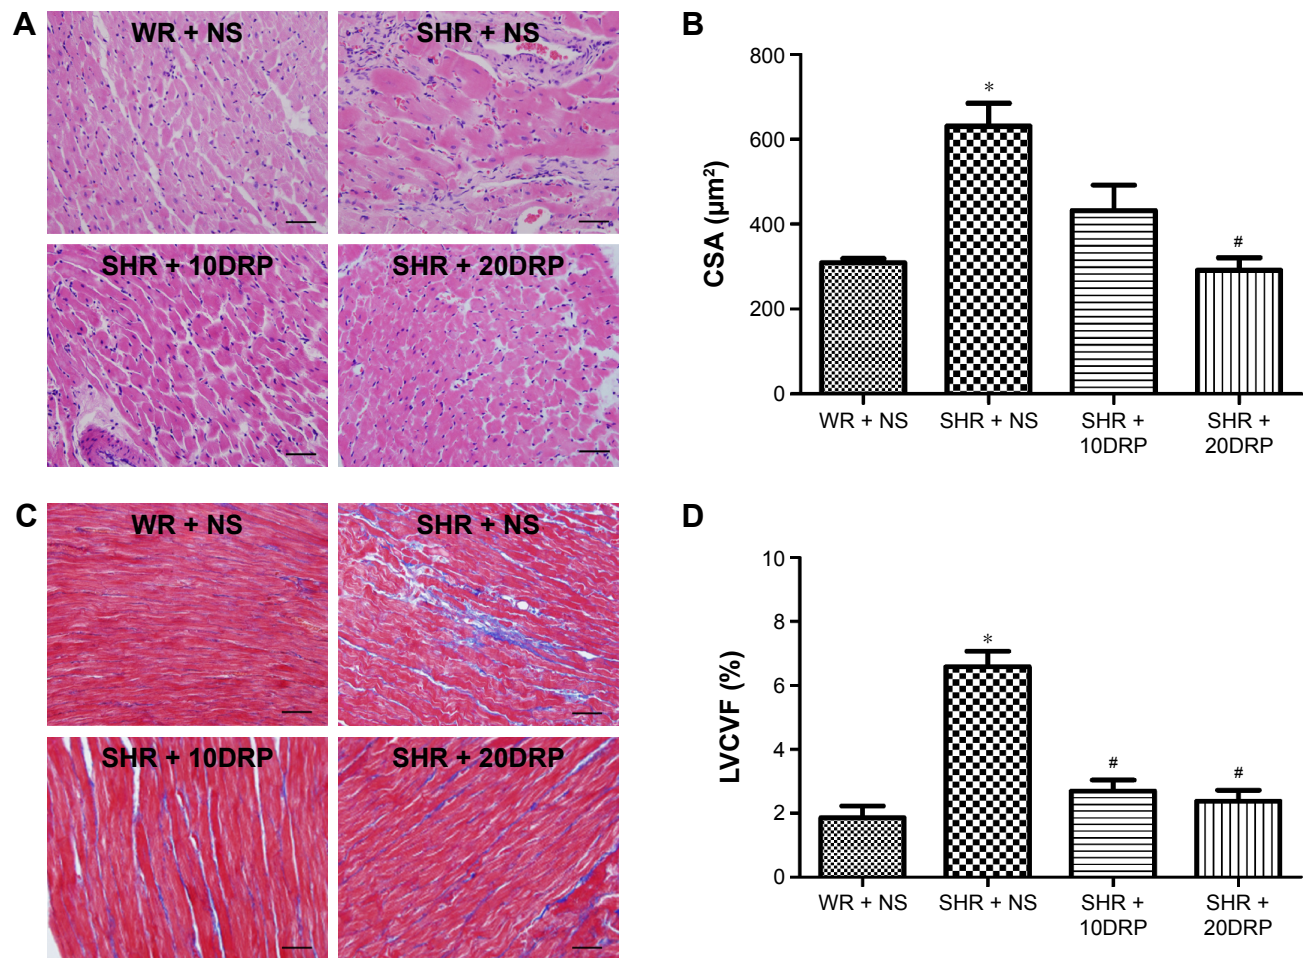 A
WR + NS
SHR + NS
SHR + 10DRP
SHR + 20DRP
B
CSA (µm²)
800
600
400
200
0
*
#
WR + NS
SHR + NS
SHR +
10DRP
SHR +
20DRP
C
WR + NS
SHR + NS
SHR + 10DRP
SHR + 20DRP
D
LVCVF (%)
10
8
6
4
2
0
*
#
#
WR + NS
SHR + NS
SHR +
10DRP
SHR +
20DRP